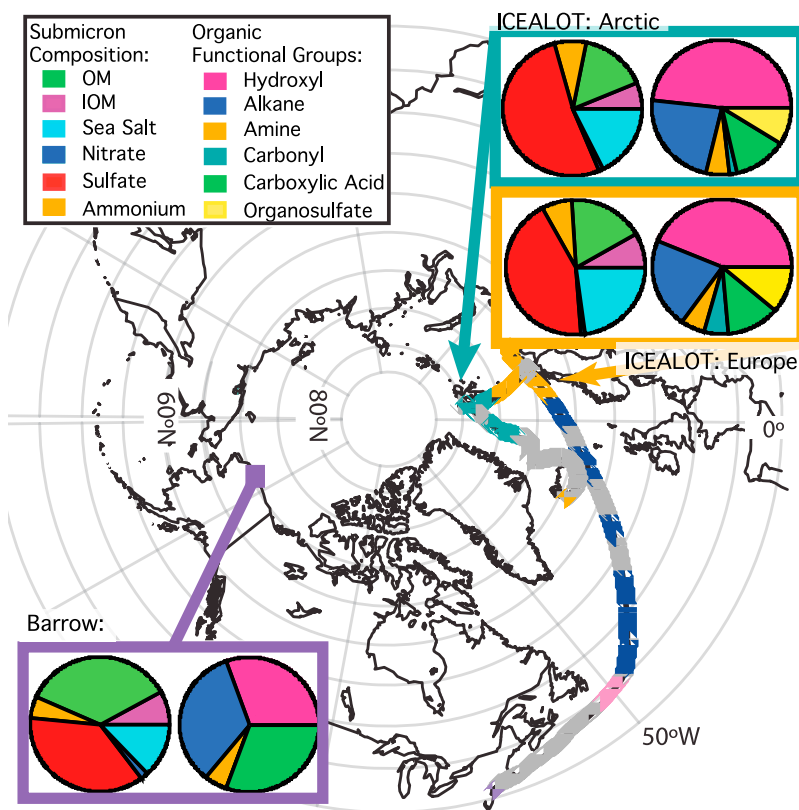 Submicron
Composition:
OM
IOM
Sea Salt
Nitrate
Sulfate
Ammonium
Organic
Functional Groups:
Hydroxyl
Alkane
Amine
Carbonyl
Carboxylic Acid
Organosulfate
ICEALOT: Arctic
ICEALOT: Europe
60ºN
80ºN
0º
50ºW
Barrow: